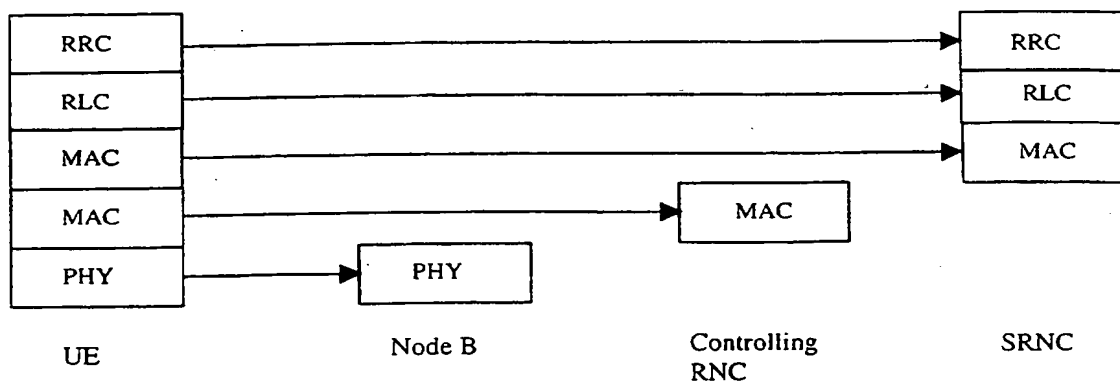 RRC
RRC
RLC
RLC
MAC
MAC
MAC
MAC
PHY
PHY
UE
Node B
Controlling
RNC
SRNC